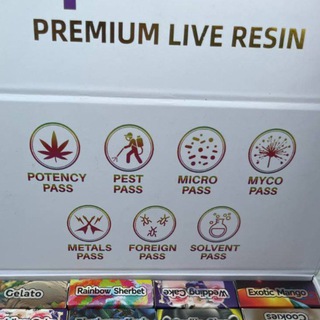 PREMIUM LIVE RESIN
POTENCY
PASS
PEST
PASS
MICRO
PASS
MYCO
PASS
METALS
PASS
FOREIGN
PASS
SOLVENT
PASS
Gelato
Rainbow Sherbet
Wedding Cake
Exotic Mango
Cookies